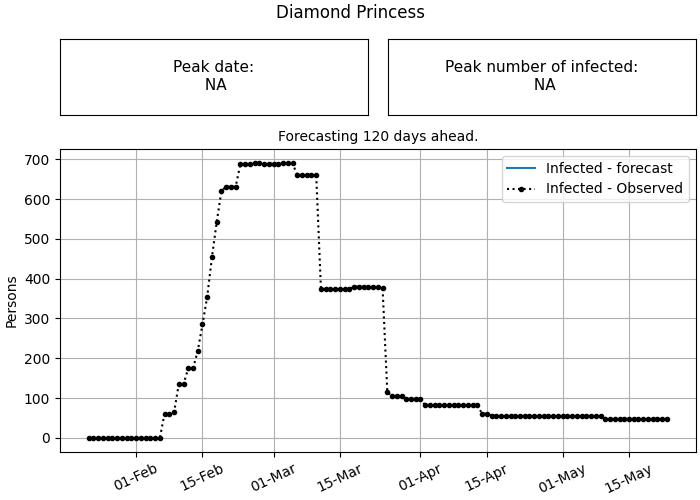 Diamond Princess
Peak date:
NA
Peak number of infected:
NA
Forecasting 120 days ahead.
700
600
500
400
300
200
100
0
Persons
Infected - forecast
Infected - Observed
01-Feb
15-Feb
01-Mar
15-Mar
01-Apr
15-Apr
01-May
15-May